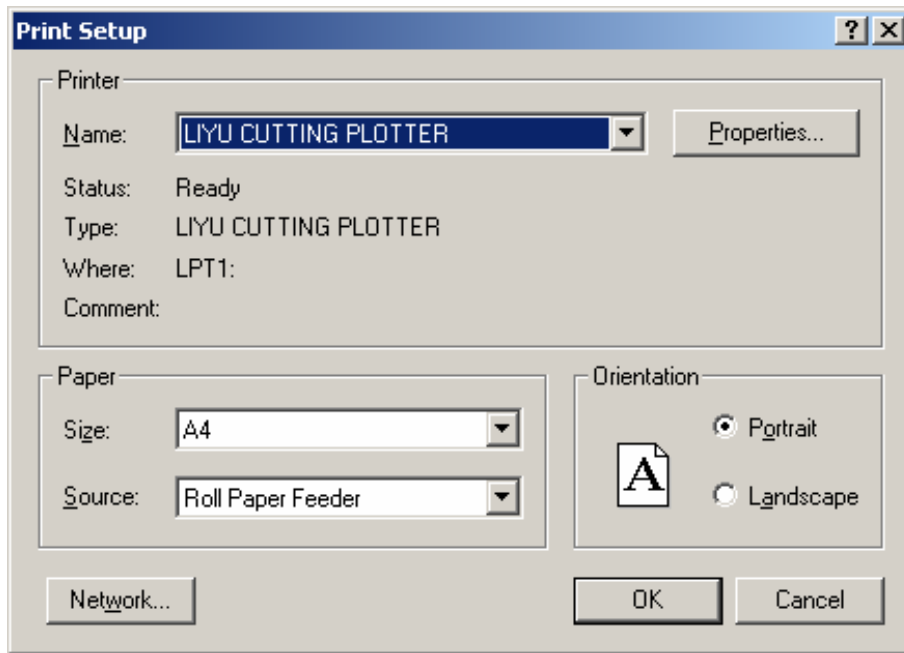 Print Setup
Printer
Name: LIYU CUTTING PLOTTER Properties...
Status: Ready
Type: LIYU CUTTING PLOTTER
Where: LPT1:
Comment:
Paper
Size: A4
Source: Roll Paper Feeder
Orientation
A
Portrait
Landscape
Network... OK Cancel